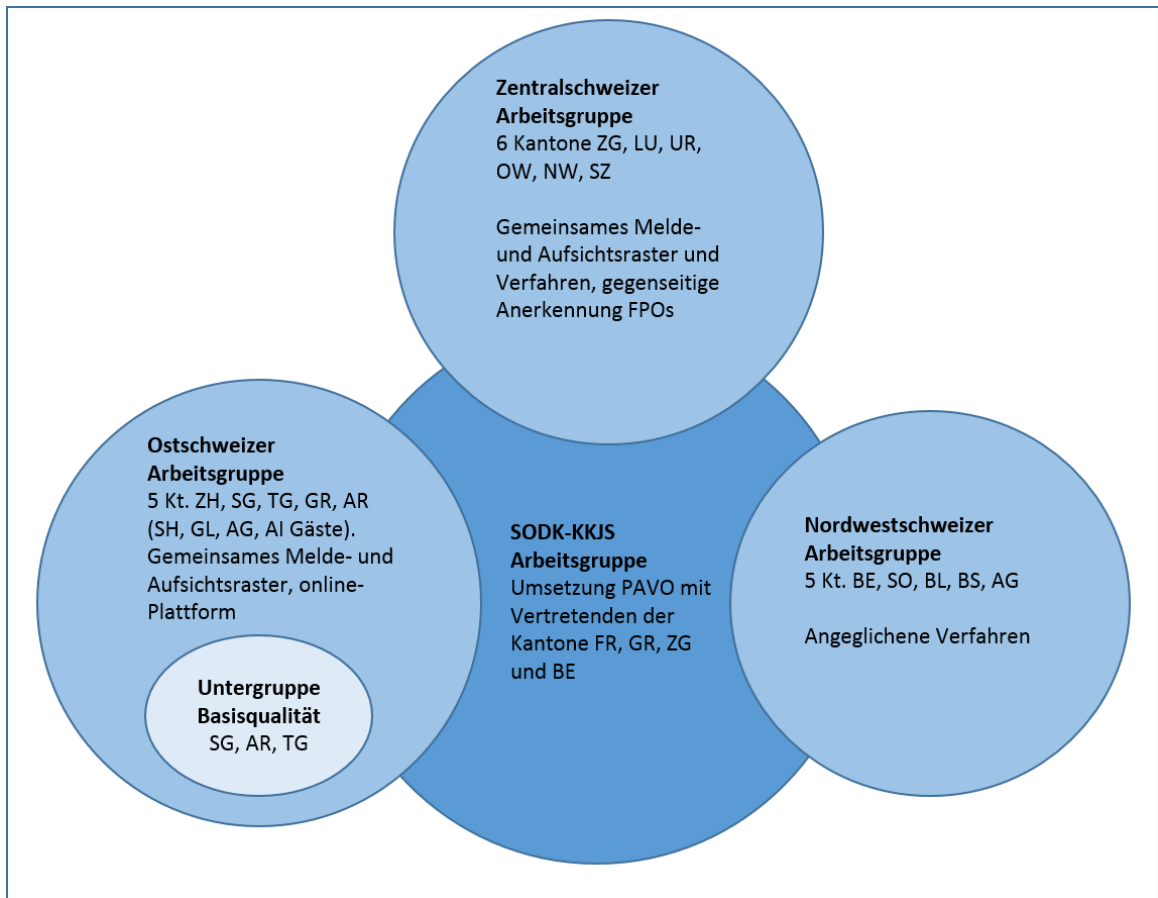 Zentralschweizer
Arbeitsgruppe
6 Kantone ZG, LU, UR,
OW, NW, SZ
Gemeinsames Melde-
und Aufsichtsraster und
Verfahren, gegenseitige
Anerkennung FPOs
Ostschweizer
Arbeitsgruppe
5 Kt. ZH, SG, TG, GR, AR
(SH, GL, AG, AI Gäste).
Gemeinsames Melde- und
Aufsichtsraster, online-
Plattform
Untergruppe
Basisqualität
SG, AR, TG
SODK-KKJS
Arbeitsgruppe
Umsetzung PAVO mit
Vertretenden der
Kantone FR, GR, ZG
und BE
Nordwestschweizer
Arbeitsgruppe
5 Kt. BE, SO, BL, BS, AG
Angeglichene Verfahren